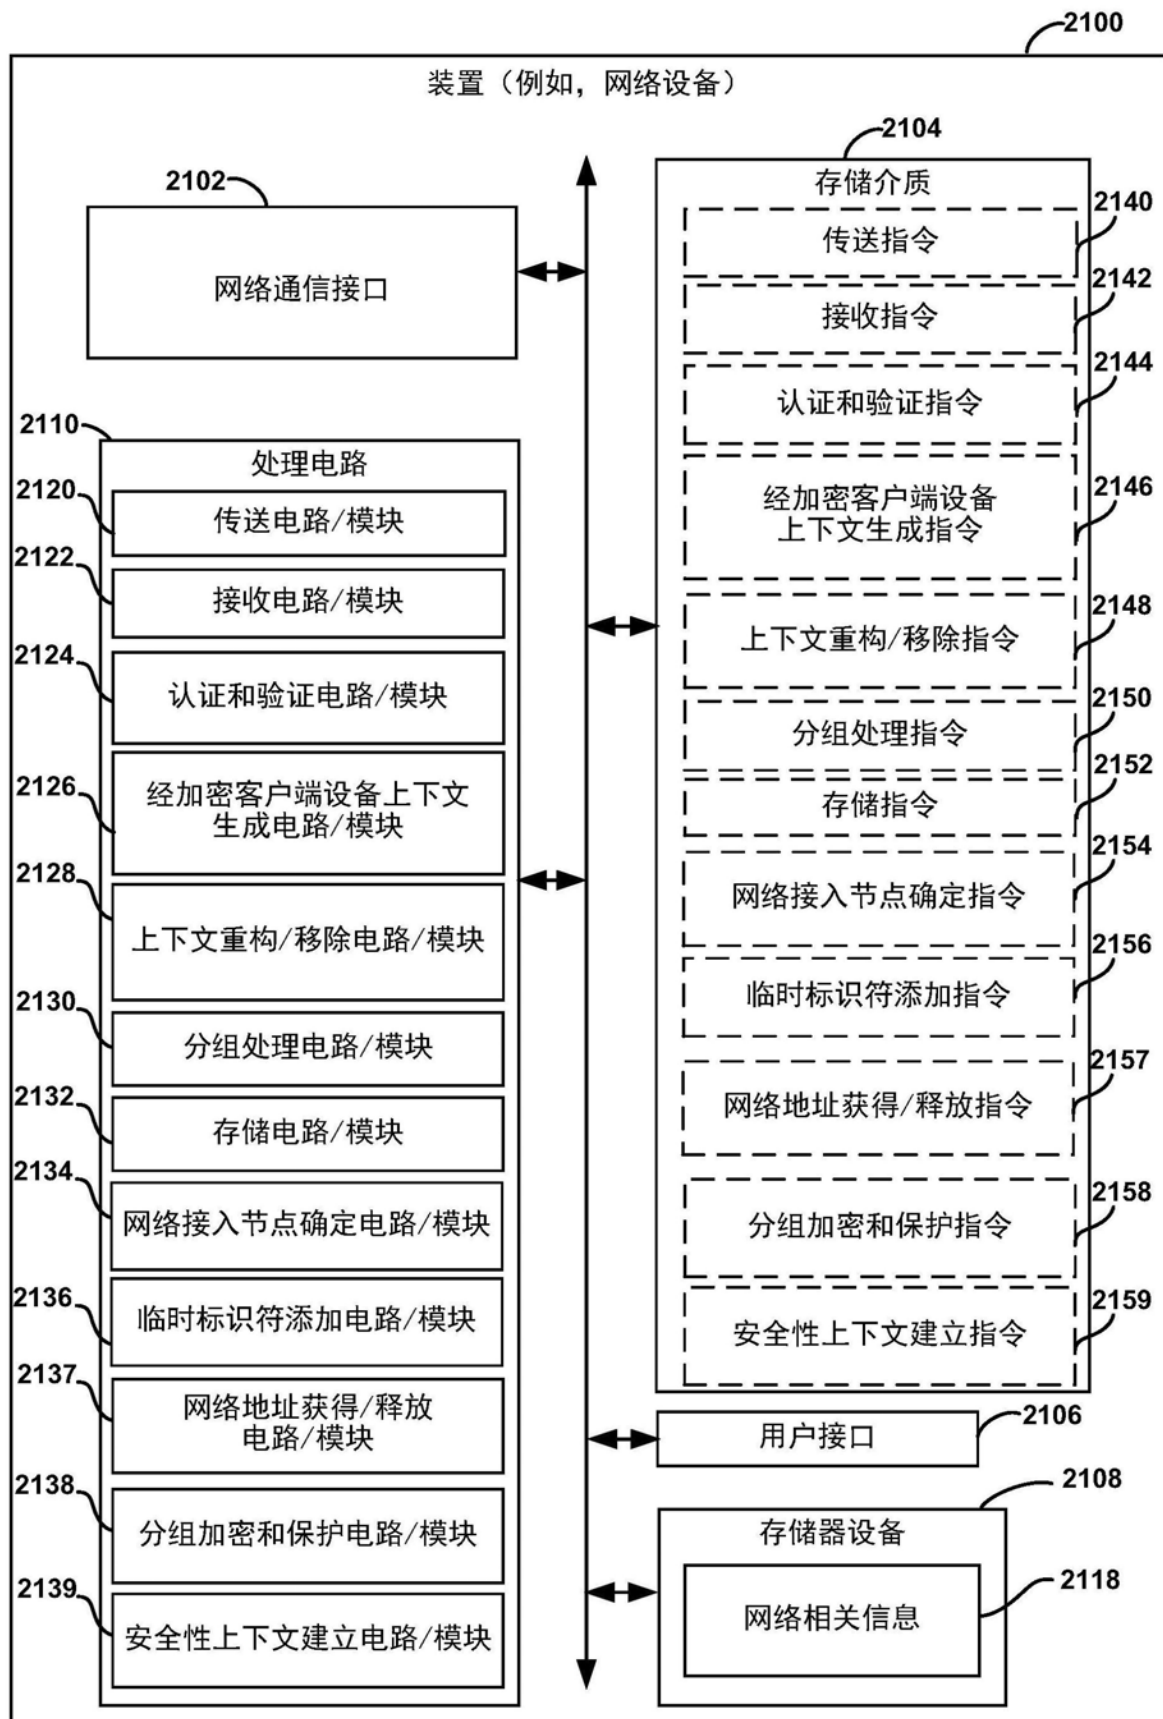 2100
装置（例如，网络设备）
2102
网络通信接口
2110
处理电路
2120
传送电路/模块
2122
接收电路/模块
2124
认证和验证电路/模块
2126
经加密客户端设备上下文
生成电路/模块
2128
上下文重构/移除电路/模块
2130
分组处理电路/模块
2132
存储电路/模块
2134
网络接入节点确定电路/模块
2136
临时标识符添加电路/模块
2137
网络地址获得/释放
电路/模块
2138
分组加密和保护电路/模块
2139
安全性上下文建立电路/模块
2104
存储介质
2140
传送指令
2142
接收指令
2144
认证和验证指令
2146
经加密客户端设备
上下文生成指令
2148
上下文重构/移除指令
2150
分组处理指令
2152
存储指令
2154
网络接入节点确定指令
2156
临时标识符添加指令
2157
网络地址获得/释放指令
2158
分组加密和保护指令
2159
安全性上下文建立指令
2106
用户接口
2108
存储器设备
2118
网络相关信息